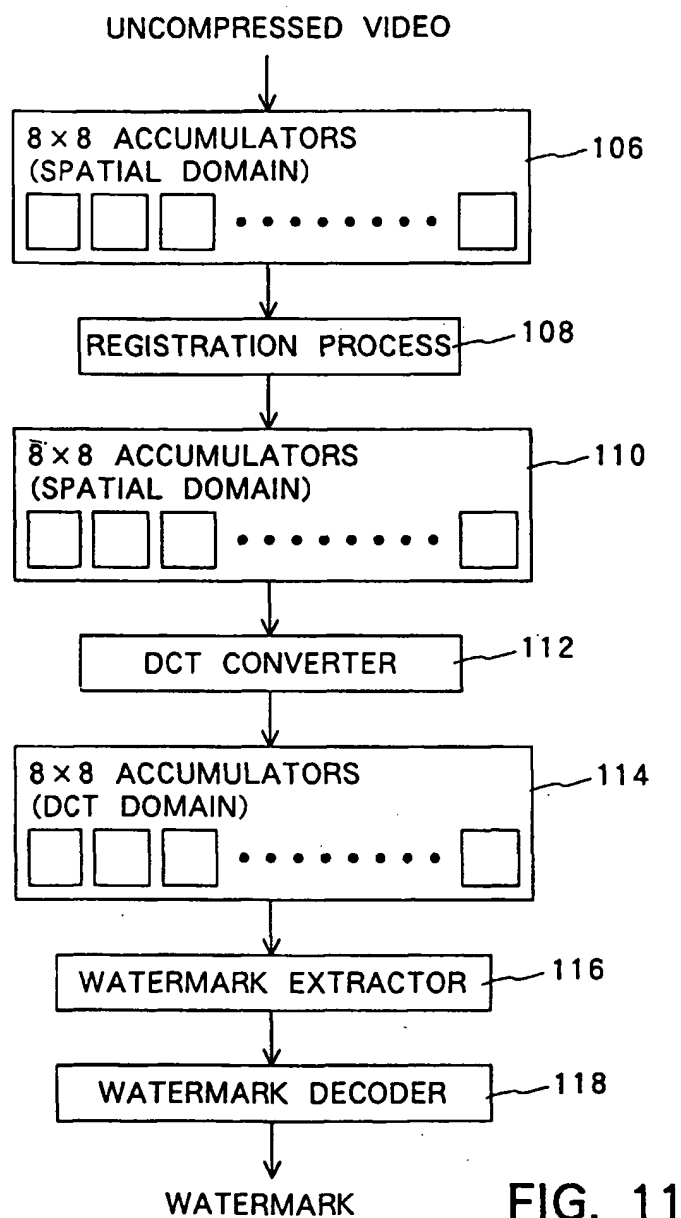 UNCOMPRESSED VIDEO
8×8 ACCUMULATORS
(SPATIAL DOMAIN)
106
REGISTRATION PROCESS
108
8×8 ACCUMULATORS
(SPATIAL DOMAIN)
110
DCT CONVERTER
112
8×8 ACCUMULATORS
(DCT DOMAIN)
114
WATERMARK EXTRACTOR
116
WATERMARK DECODER
118
WATERMARK
FIG. 11